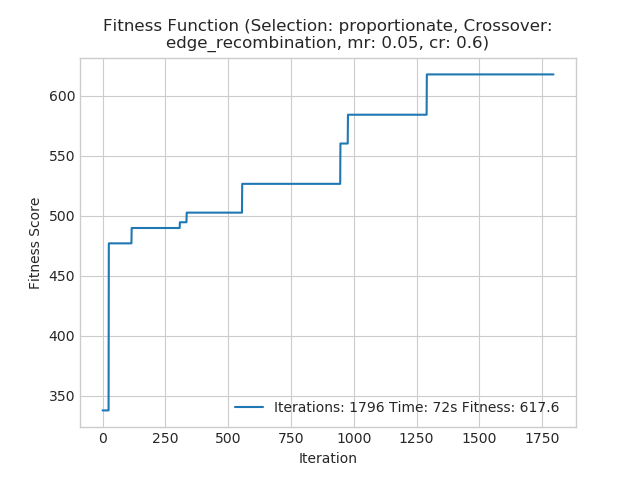 Fitness Function (Selection: proportionate, Crossover:
edge_recombination, mr: 0.05, cr: 0.6)
Fitness Score
600
550
500
450
400
350
Iterations: 1796 Time: 72s Fitness: 617.6
0 250 500 750 1000 1250 1500 1750
Iteration